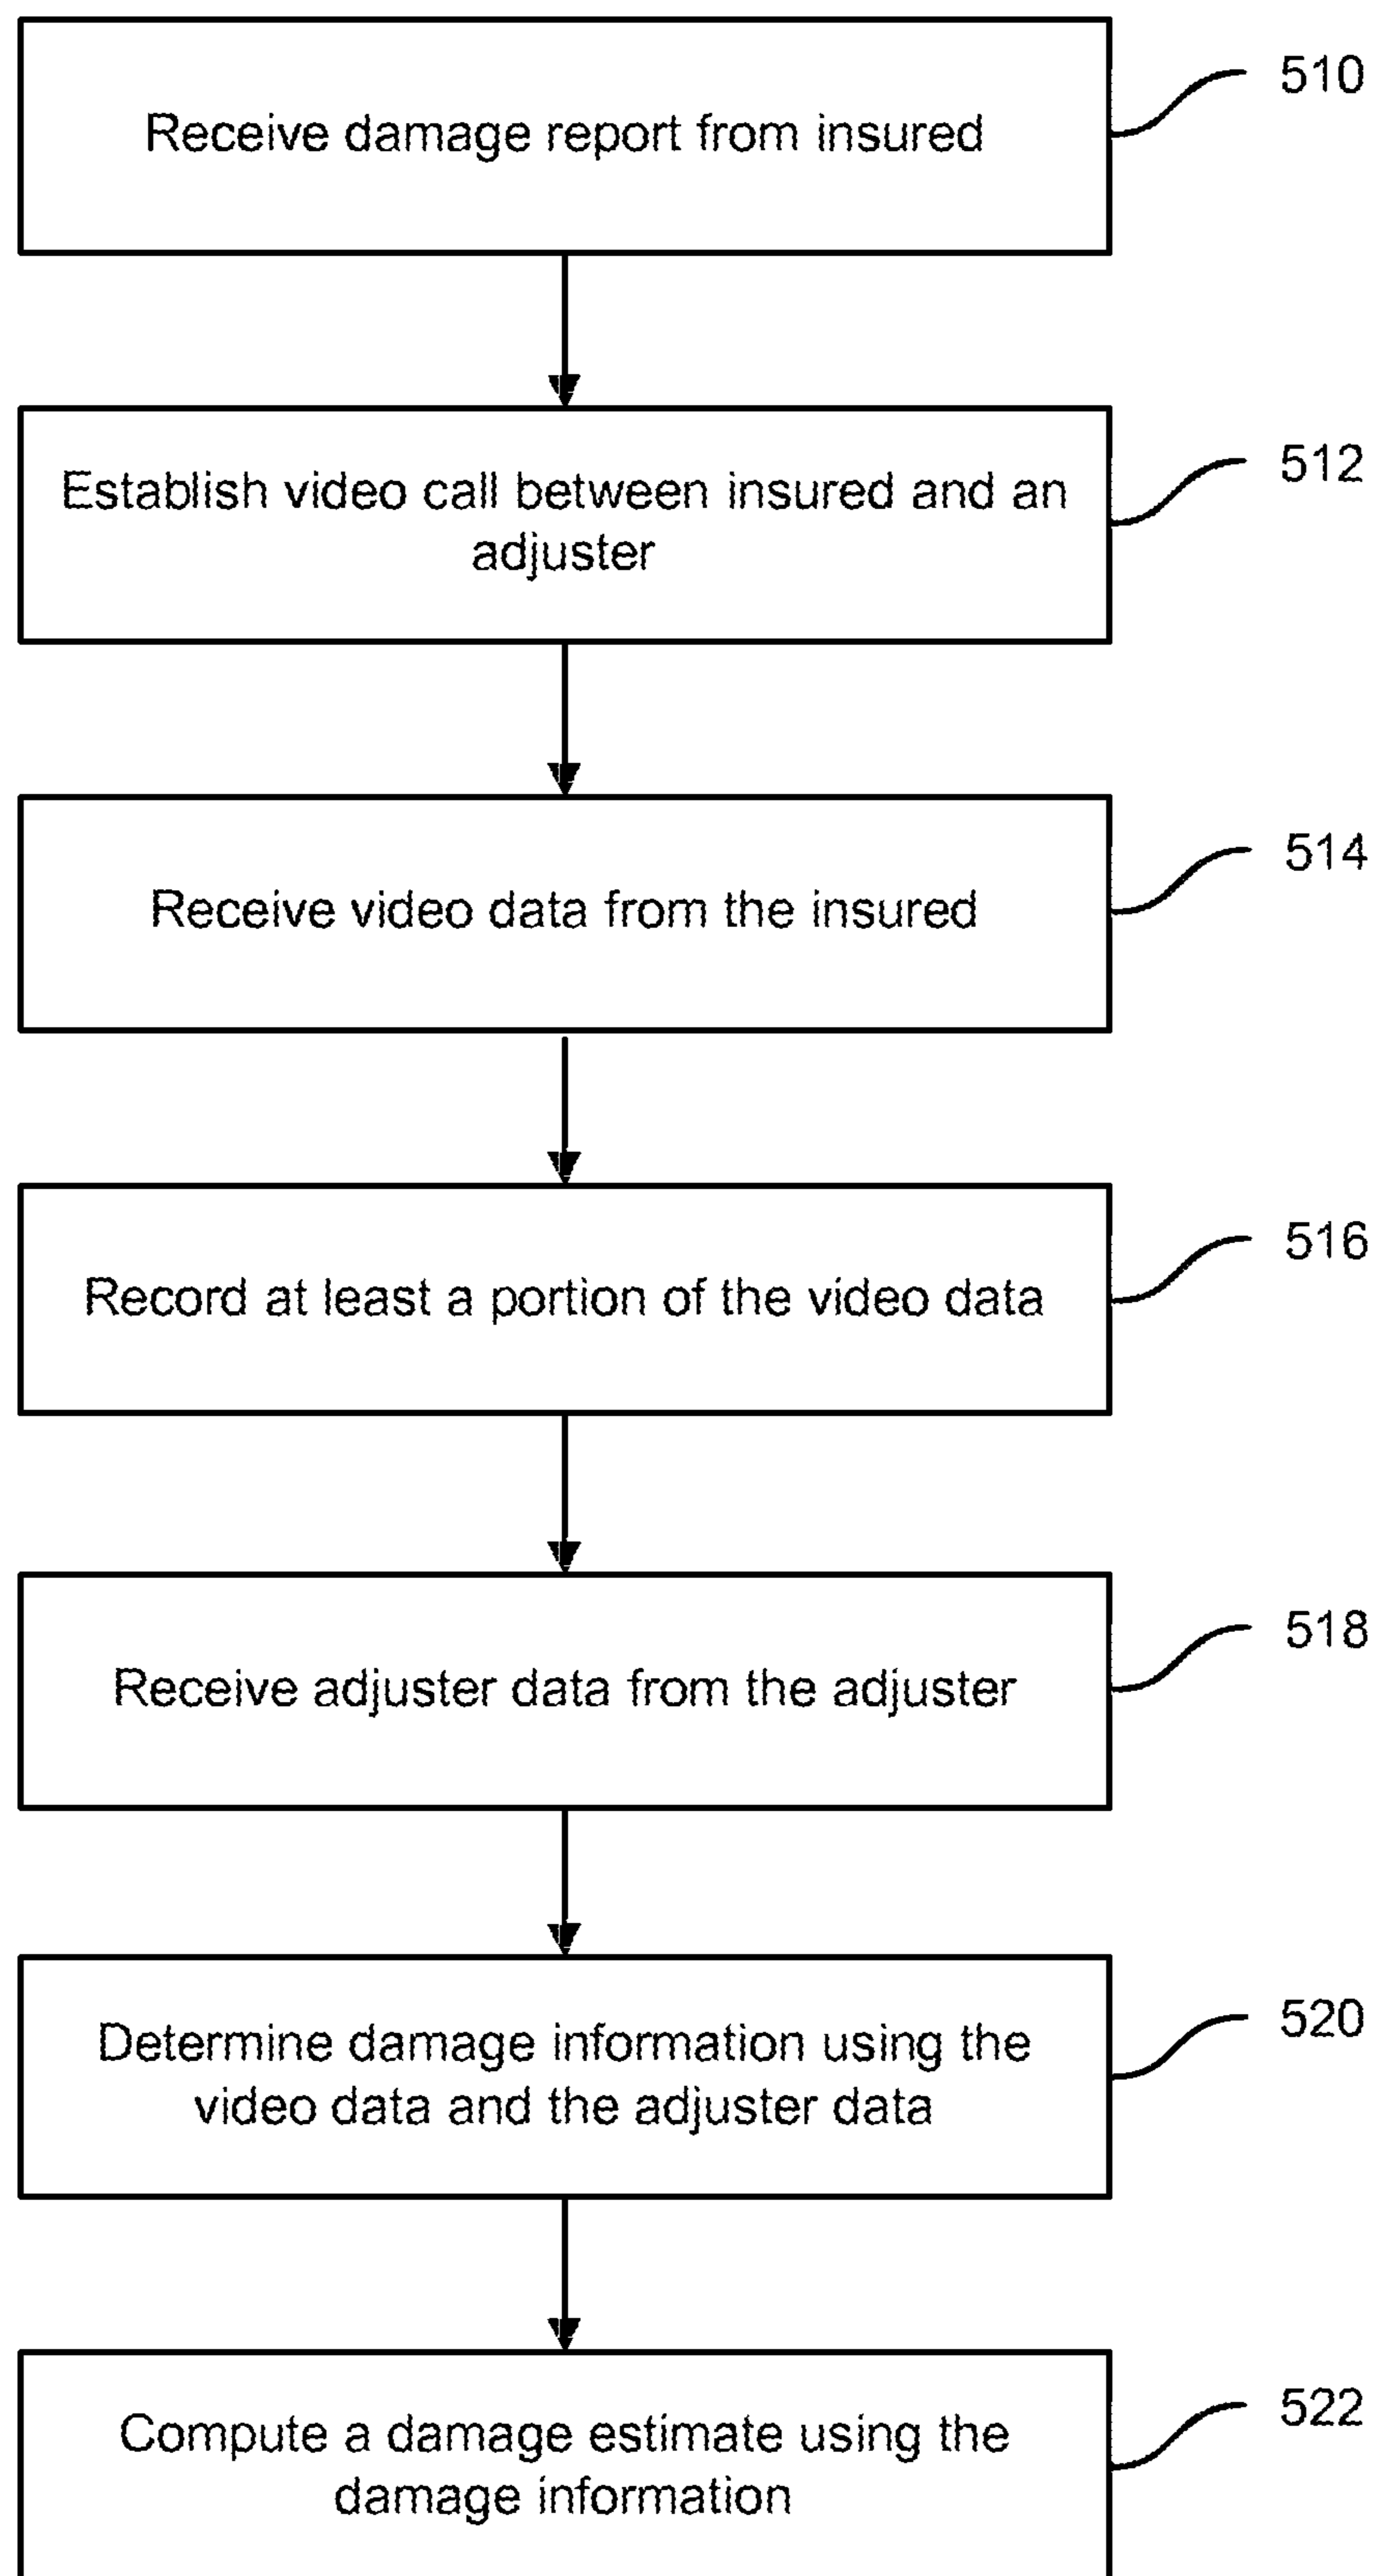 Receive damage report from insured
510
Establish video call between insured and an
adjuster
512
Receive video data from the insured
514
Record at least a portion of the video data
516
Receive adjuster data from the adjuster
518
Determine damage information using the
video data and the adjuster data
520
Compute a damage estimate using the
damage information
522